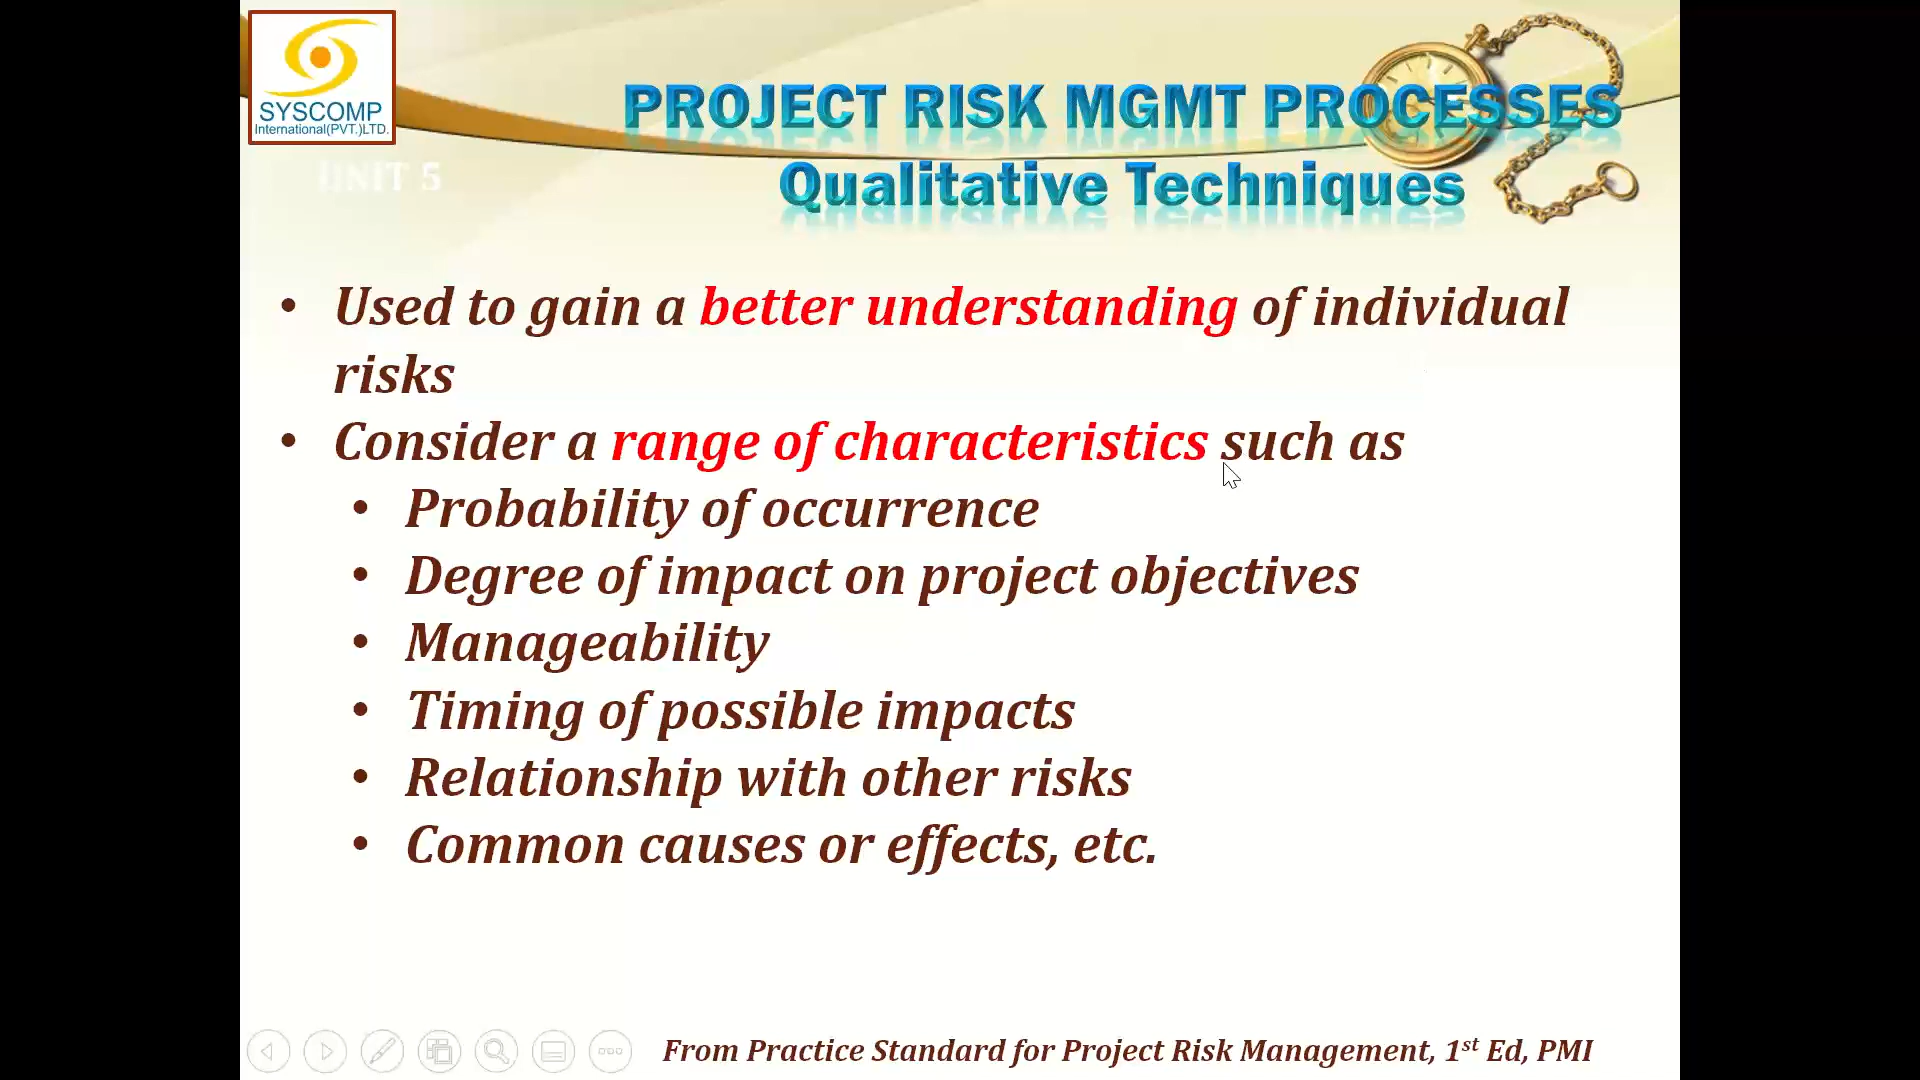 SYSCOMP
International(PVT.)LTD.
UNIT 5
PROJECT RISK MGMT PROCESSES
Qualitative Techniques
• Used to gain a better understanding of individual
risks
• Consider a range of characteristics such as
• Probability of occurrence
• Degree of impact on project objectives
• Manageability
• Timing of possible impacts
• Relationship with other risks
• Common causes or effects, etc.
From Practice Standard for Project Risk Management, 1st Ed, PMI